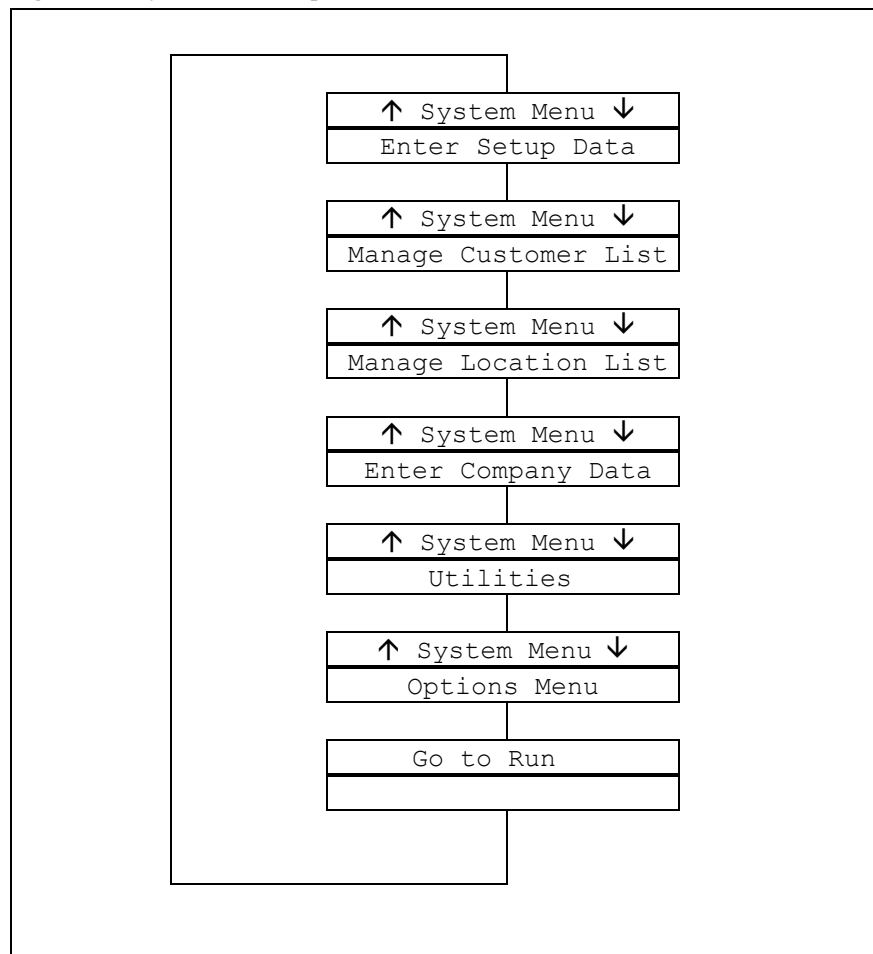 ↑ System Menu ↓
Enter Setup Data
↑ System Menu ↓
Manage Customer List
↑ System Menu ↓
Manage Location List
↑ System Menu ↓
Enter Company Data
↑ System Menu ↓
Utilities
↑ System Menu ↓
Options Menu
Go to Run